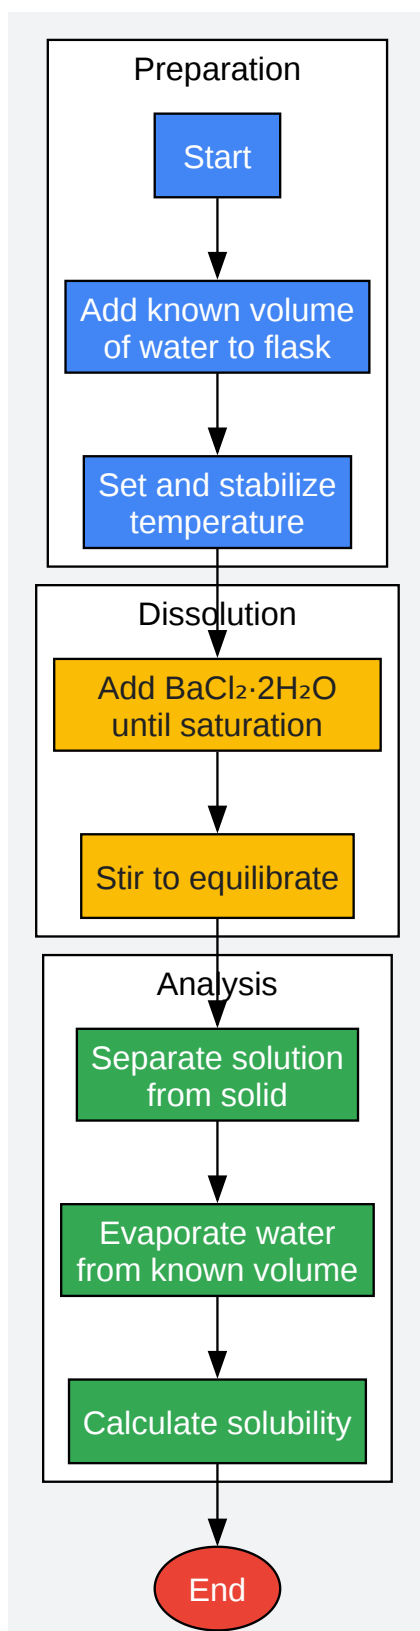 Preparation
Start
Add known volume
of water to flask
Set and stabilize
temperature
Dissolution
Add BaCl₂·2H₂O
until saturation
Stir to equilibrate
Analysis
Separate solution
from solid
Evaporate water
from known volume
Calculate solubility
End